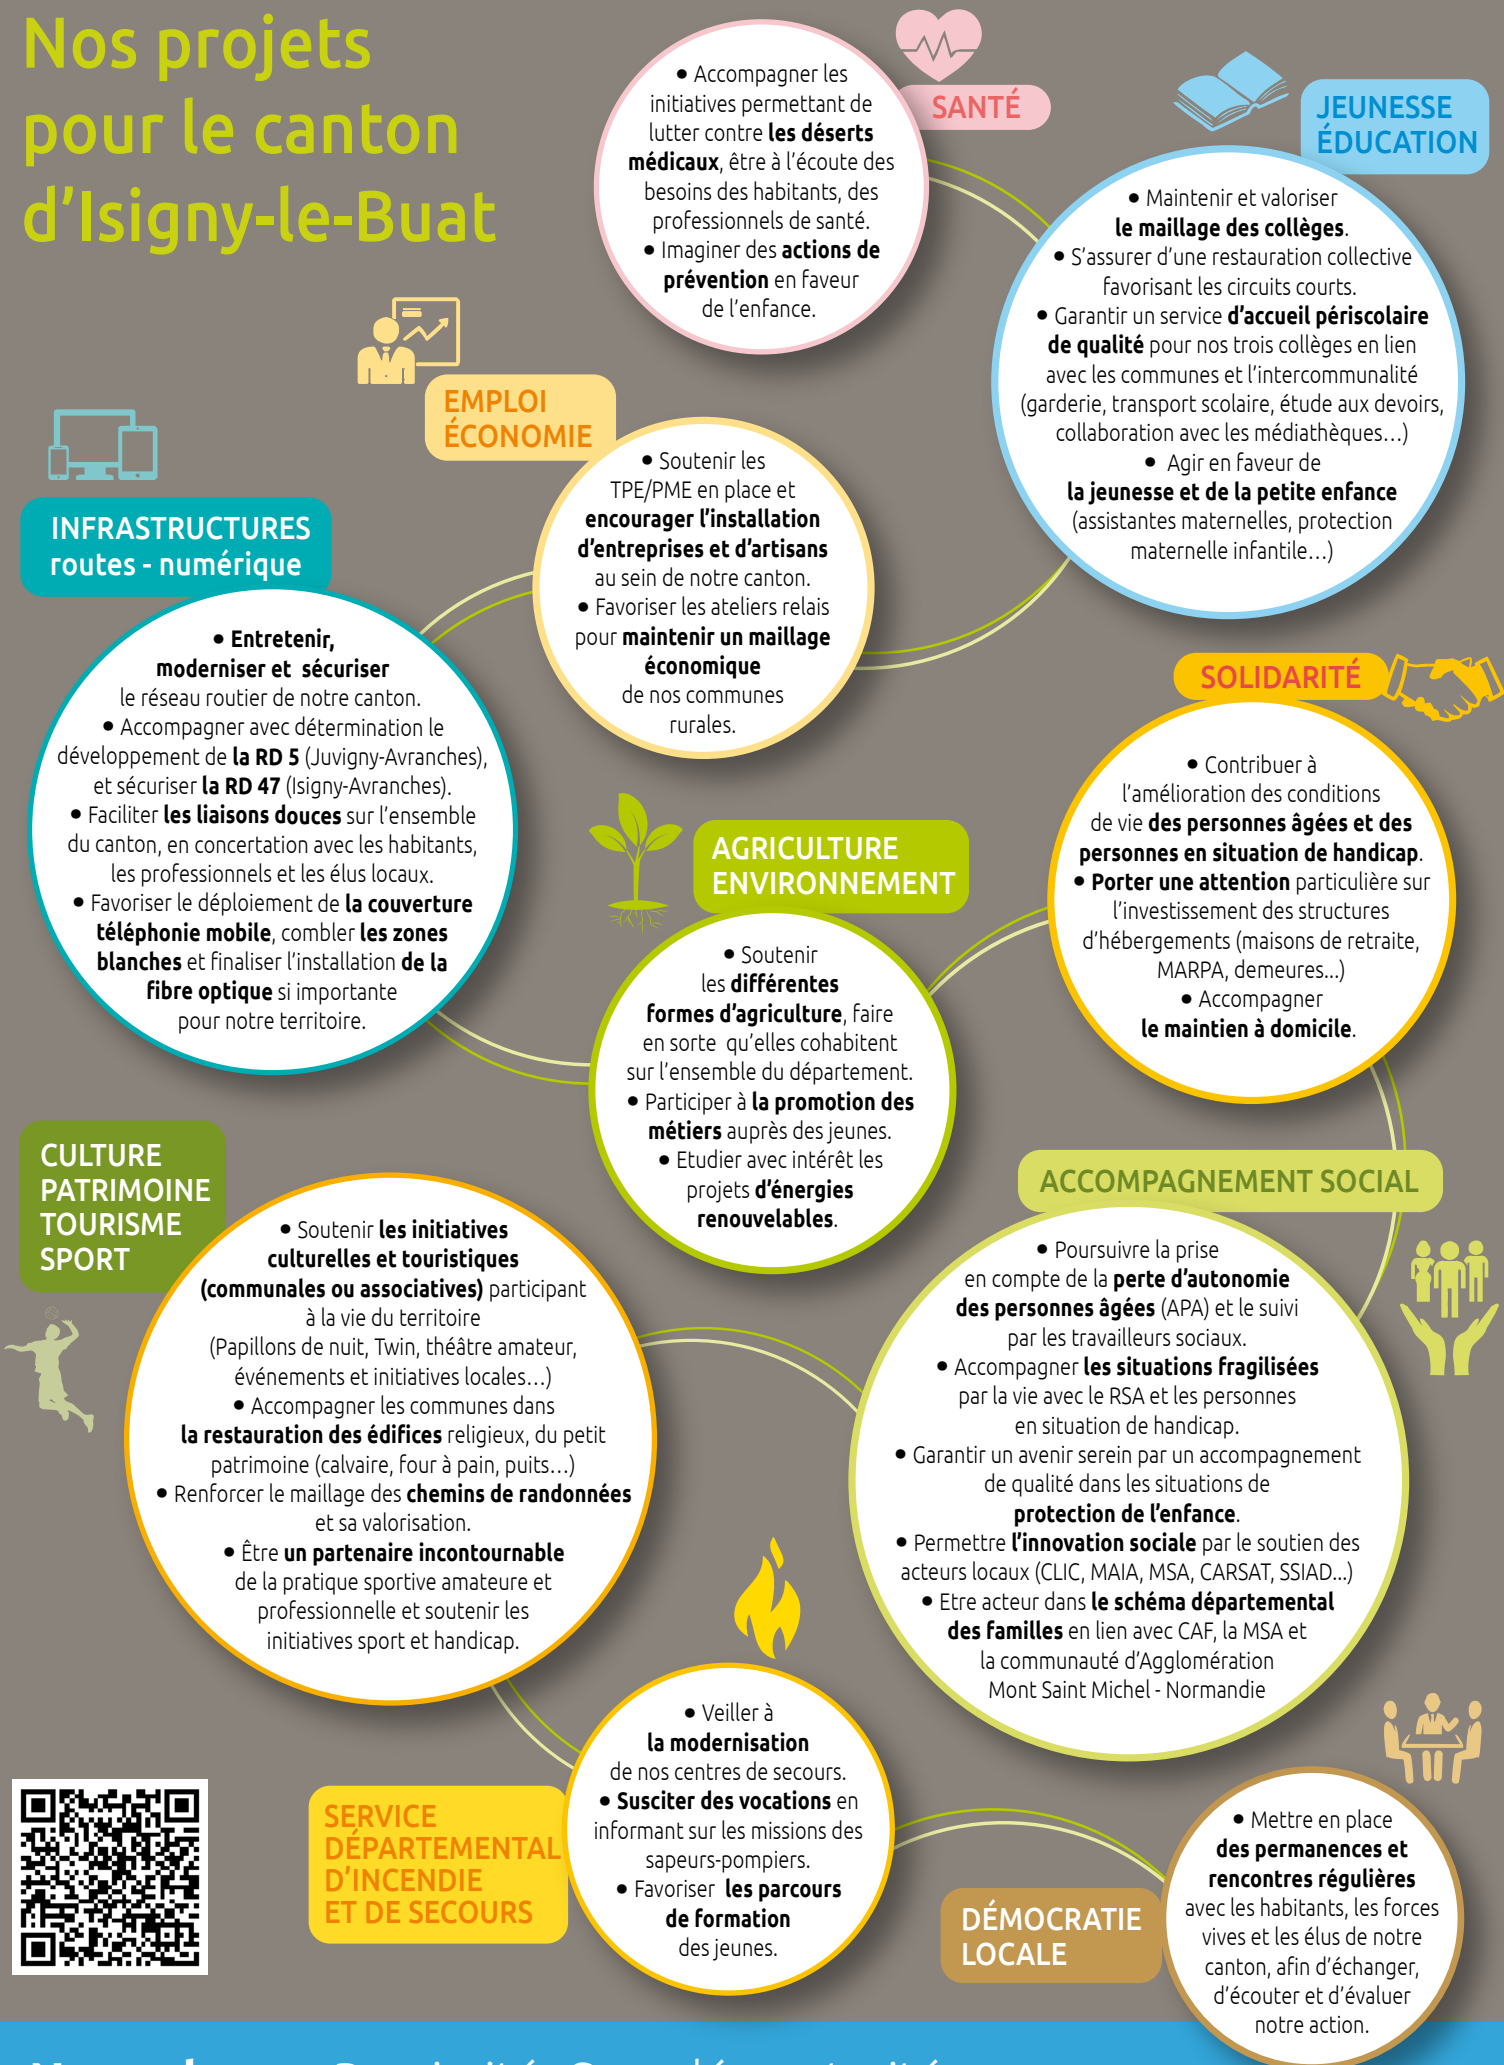 Nos projets
pour le canton
d'Isigny-le-Buat
SANTÉ
• Accompagner les
initiatives permettant de
lutter contre les déserts
médicaux, être à l'écoute des
besoins des habitants, des
professionnels de santé.
• Imaginer des actions de
prévention en faveur
de l'enfance.
JEUNESSE
ÉDUCATION
• Maintenir et valoriser
le maillage des collèges.
• S'assurer d'une restauration collective
favorisant les circuits courts.
• Garantir un service d'accueil périscolaire
de qualité pour nos trois collèges en lien
avec les communes et l'intercommunalité
(garderie, transport scolaire, étude aux devoirs,
collaboration avec les médiathèques...)
• Agir en faveur de
la jeunesse et de la petite enfance
(assistantes maternelles, protection
maternelle infantile...)
EMPLOI
ÉCONOMIE
• Soutenir les
TPE/PME en place et
encourager l'installation
d'entreprises et d'artisans
au sein de notre canton.
• Favoriser les ateliers relais
pour maintenir un maillage
économique
de nos communes
rurales.
INFRASTRUCTURES
routes - numérique
• Entretenir,
moderniser et sécuriser
le réseau routier de notre canton.
• Accompagner avec détermination le
développement de la RD 5 (Juvigny-Avranches),
et sécuriser la RD 47 (Isigny-Avranches).
• Faciliter les liaisons douces sur l'ensemble
du canton, en concertation avec les habitants,
les professionnels et les élus locaux.
• Favoriser le déploiement de la couverture
téléphonie mobile, combler les zones
blanches et finaliser l'installation de la
fibre optique si importante
pour notre territoire.
SOLIDARITÉ
• Contribuer à
l'amélioration des conditions
de vie des personnes âgées et des
personnes en situation de handicap.
• Porter une attention particulière sur
l'investissement des structures
d'hébergements (maisons de retraite,
MARPA, demeures...)
• Accompagner
le maintien à domicile.
AGRICULTURE
ENVIRONNEMENT
• Soutenir
les différentes
formes d'agriculture, faire
en sorte qu'elles cohabitent
sur l'ensemble du département.
• Participer à la promotion des
métiers auprès des jeunes.
• Etudier avec intérêt les
projets d'énergies
renouvelables.
CULTURE
PATRIMOINE
TOURISME
SPORT
• Soutenir les initiatives
culturelles et touristiques
(communales ou associatives) participant
à la vie du territoire
(Papillons de nuit, Twin, théâtre amateur,
événements et initiatives locales...)
• Accompagner les communes dans
la restauration des édifices religieux, du petit
patrimoine (calvaire, four à pain, puits...)
• Renforcer le maillage des chemins de randonnées
et sa valorisation.
• Être un partenaire incontournable
de la pratique sportive amateure et
professionnelle et soutenir les
initiatives sport et handicap.
ACCOMPAGNEMENT SOCIAL
• Poursuivre la prise
en compte de la perte d'autonomie
des personnes âgées (APA) et le suivi
par les travailleurs sociaux.
• Accompagner les situations fragilisées
par la vie avec le RSA et les personnes
en situation de handicap.
• Garantir un avenir serein par un accompagnement
de qualité dans les situations de
protection de l'enfance.
• Permettre l'innovation sociale par le soutien des
acteurs locaux (CLIC, MAIA, MSA, CARSAT, SSIAD...)
• Etre acteur dans le schéma départemental
des familles en lien avec CAF, la MSA et
la communauté d'Agglomération
Mont Saint Michel - Normandie
SERVICE
DÉPARTEMENTAL
D'INCENDIE
ET DE SECOURS
• Veiller à
la modernisation
de nos centres de secours.
• Susciter des vocations en
informant sur les missions des
sapeurs-pompiers.
• Favoriser les parcours
de formation
des jeunes.
DÉMOCRATIE
LOCALE
• Mettre en place
des permanences et
rencontres régulières
avec les habitants, les forces
vives et les élus de notre
canton, afin d'échanger,
d'écouter et d'évaluer
notre action.